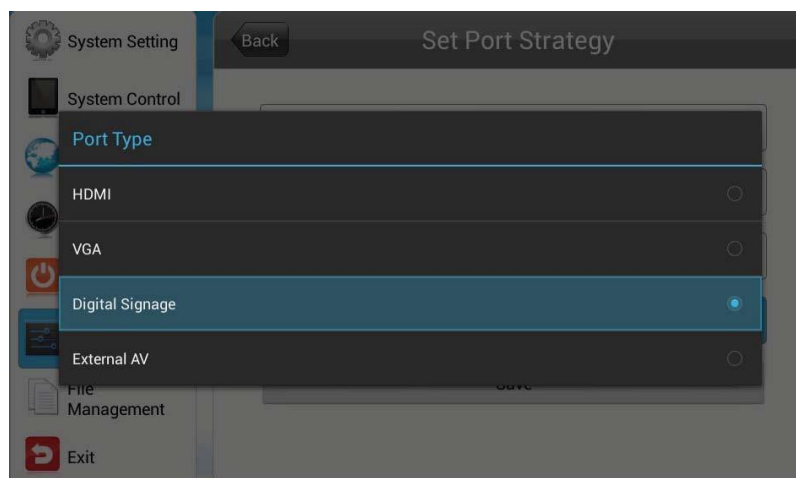 System Setting
Back
Set Port Strategy
System Control
Port Type
HDMI
VGA
Digital Signage
External AV
File
Management
Save
Exit